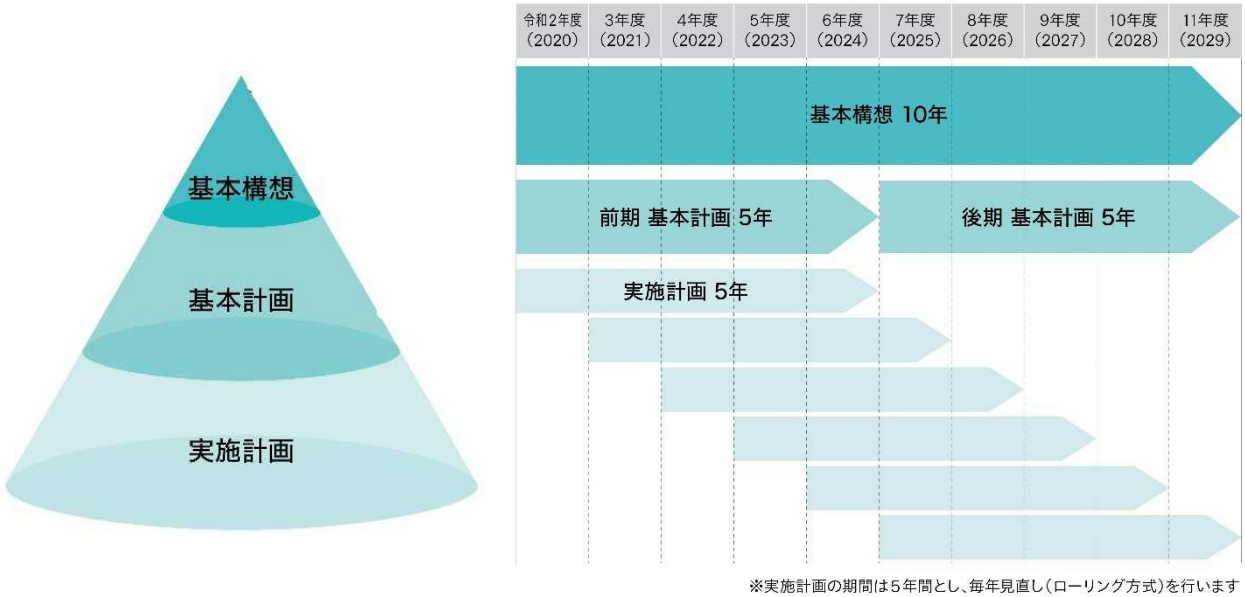 基本構想
基本計画
実施計画
令和2年度 3年度 4年度 5年度 6年度 7年度 8年度 9年度 10年度 11年度
(2020) (2021) (2022) (2023) (2024) (2025) (2026) (2027) (2028) (2029)
基本構想 10年
前期 基本計画 5年 後期 基本計画 5年
実施計画 5年
※実施計画の期間は5年間とし、毎年見直し(ローリング方式)を行います